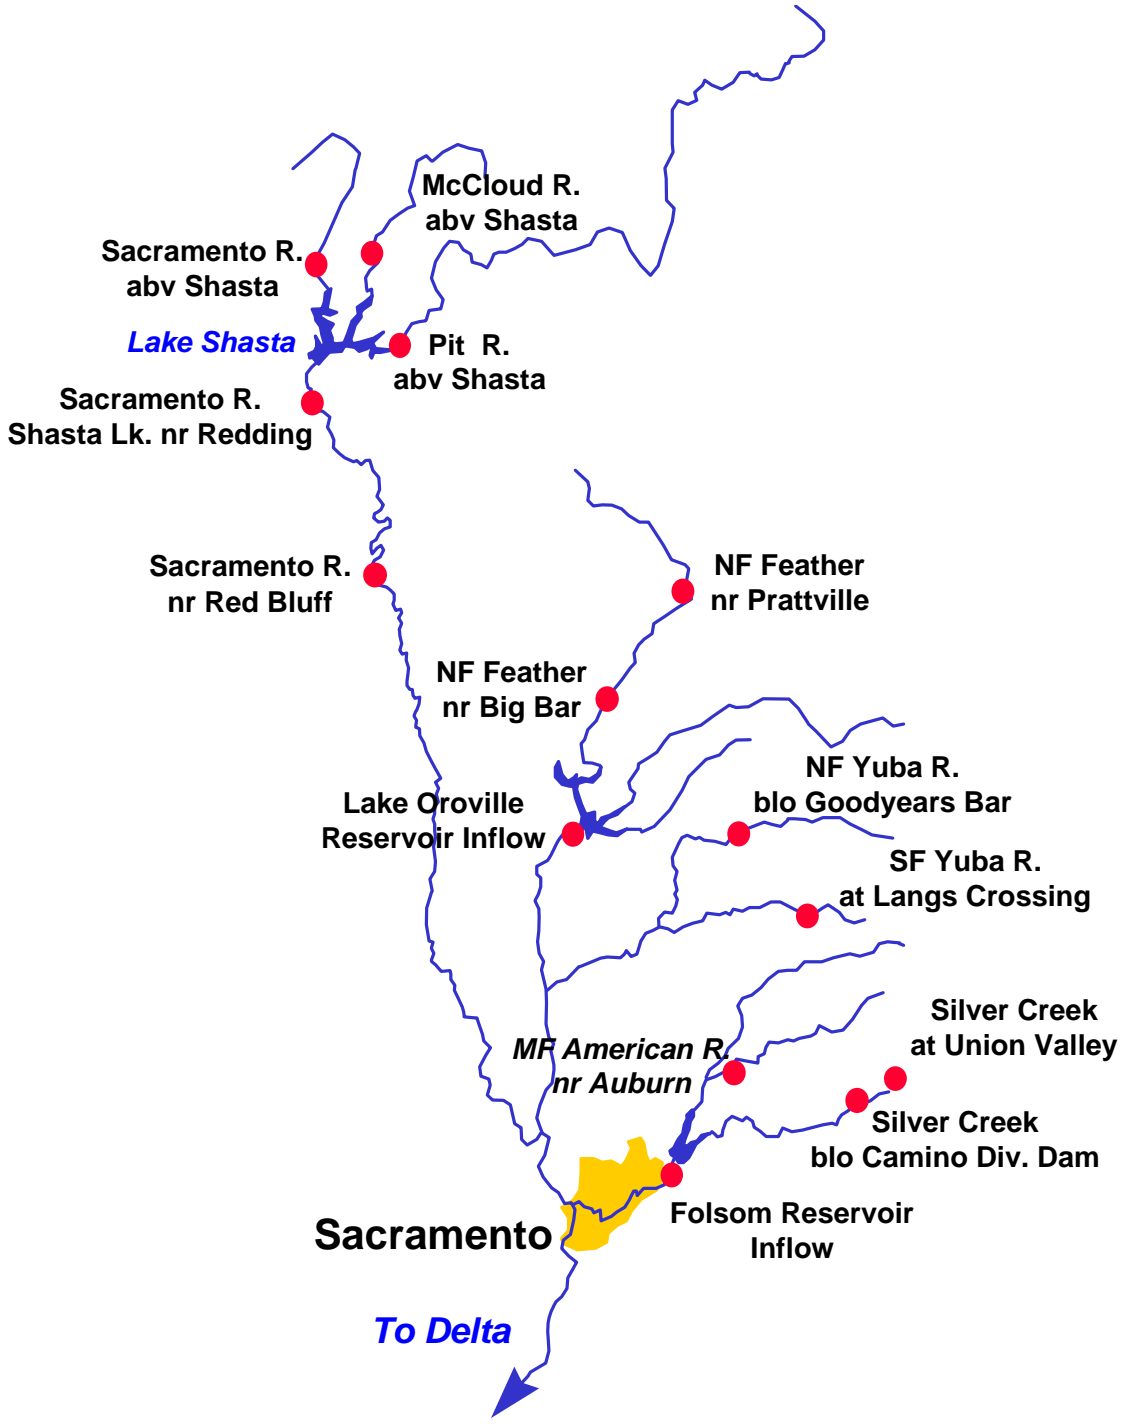 McCloud R.
abv Shasta
Sacramento R.
abv Shasta
Lake Shasta
Pit R.
abv Shasta
Sacramento R.
Shasta Lk. nr Redding
Sacramento R.
nr Red Bluff
NF Feather
nr Prattville
NF Feather
nr Big Bar
NF Yuba R.
blo Goodyears Bar
Lake Oroville
Reservoir Inflow
SF Yuba R.
at Langs Crossing
Silver Creek
at Union Valley
MF American R.
nr Auburn
Silver Creek
blo Camino Div. Dam
Folsom Reservoir
Inflow
Sacramento
To Delta